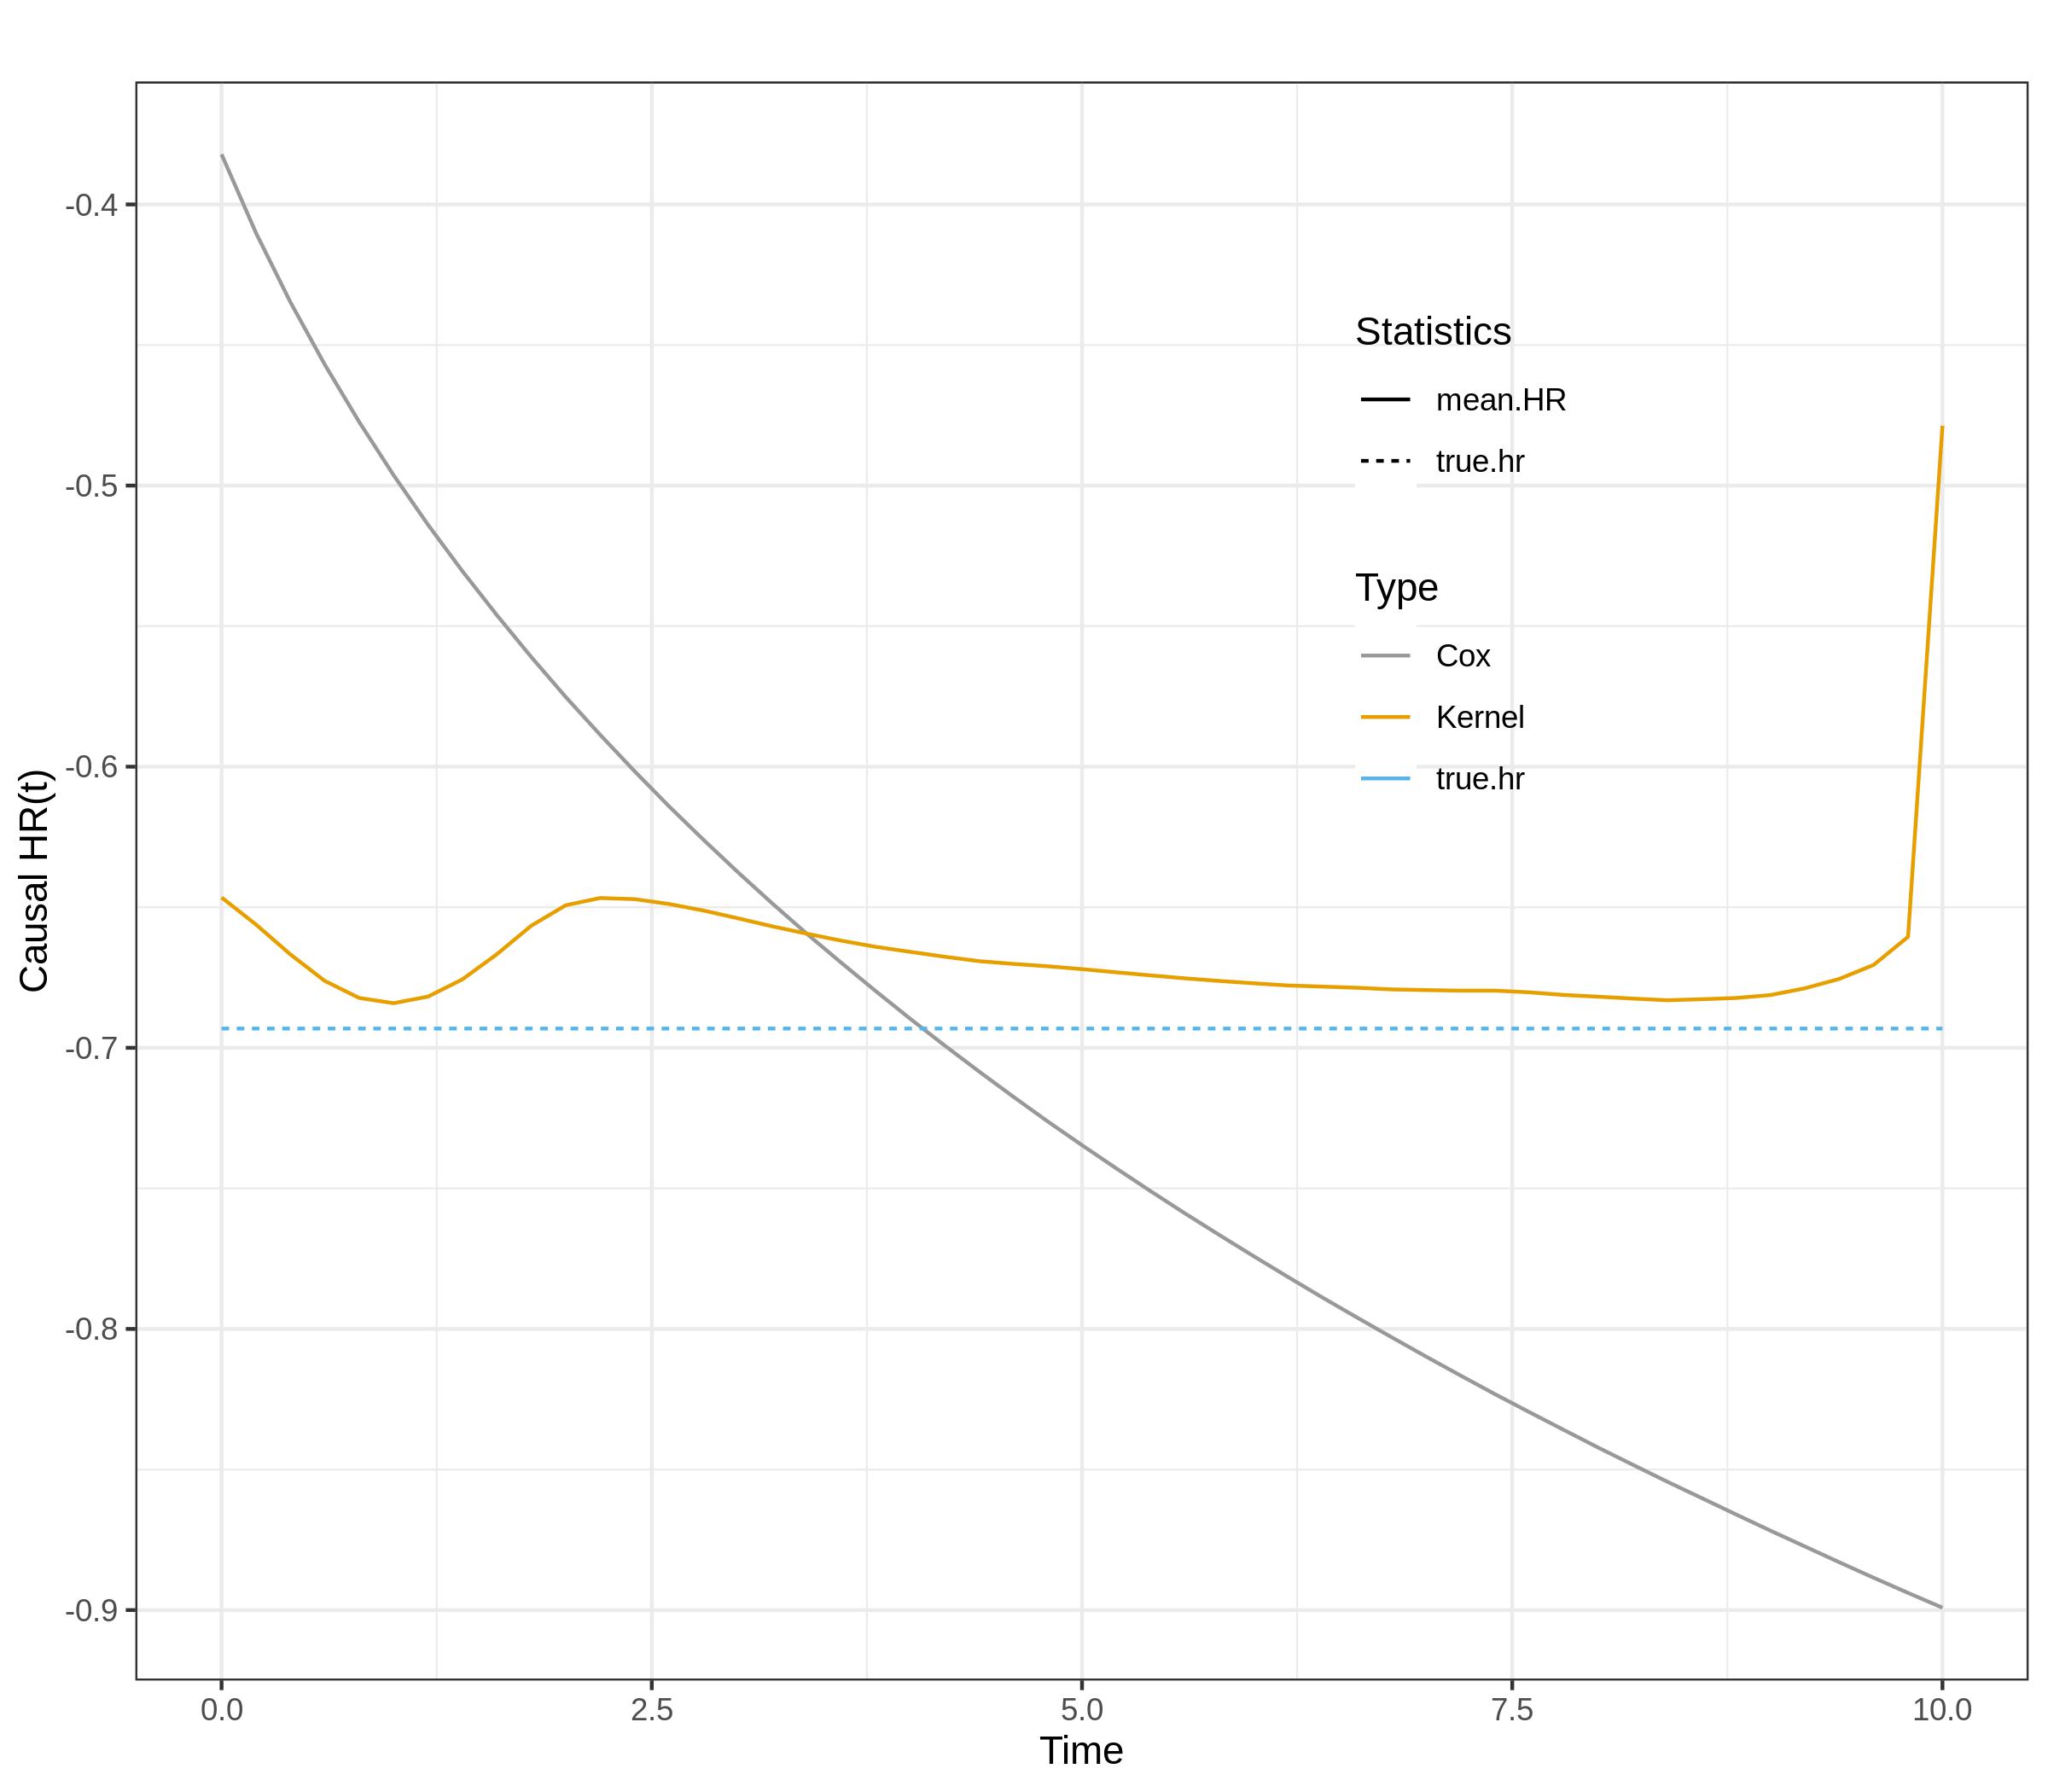 Causal HR(t)
-0.4
-0.5
-0.6
-0.7
-0.8
-0.9
Statistics
mean.HR
true.hr
Type
Cox
Kernel
true.hr
0.0 2.5 5.0 7.5 10.0
Time